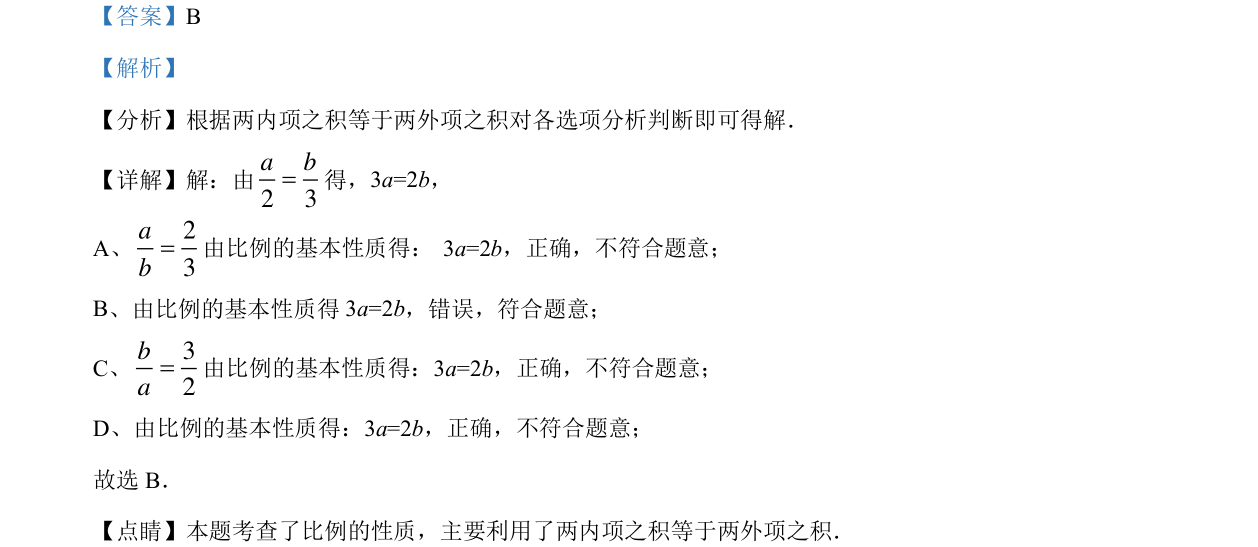 【答案】B
【解析】
【分析】根据两内项之积等于两外项之积对各选项分析判断即可得解．
【详解】解：由a/2=b/3得，3a=2b，
A、a/b=2/3由比例的基本性质得： 3a=2b，正确，不符合题意；
B、由比例的基本性质得3a=2b，错误，符合题意；
C、b/a=3/2由比例的基本性质得：3a=2b，正确，不符合题意；
D、由比例的基本性质得：3a=2b，正确，不符合题意；
故选B．
【点睛】本题考查了比例的性质，主要利用了两内项之积等于两外项之积．